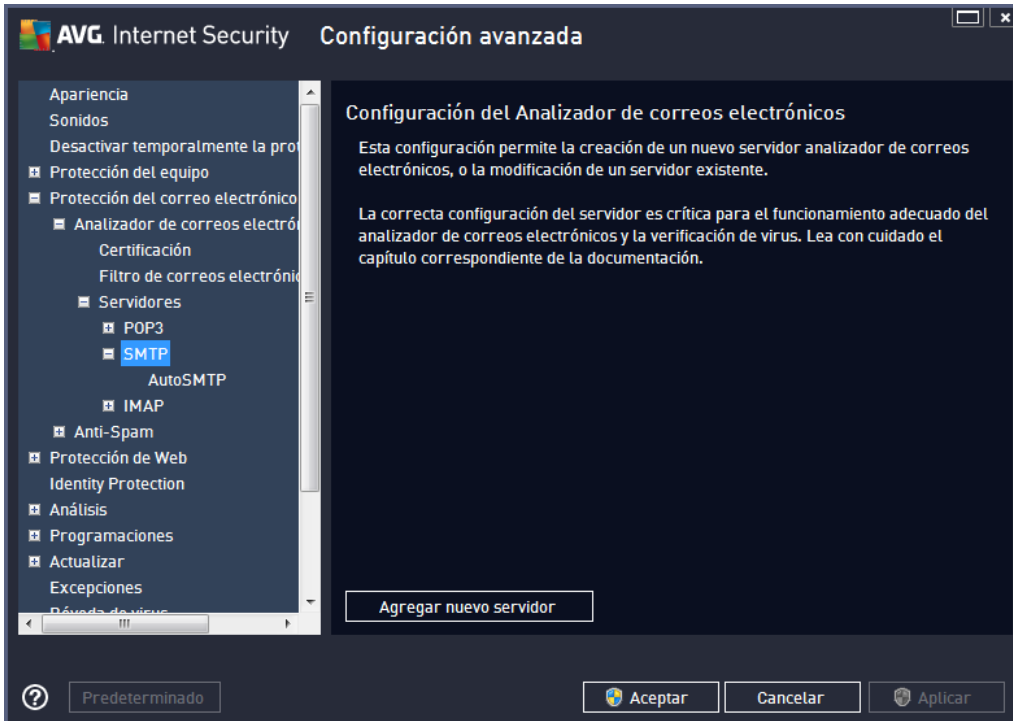 AVG. Internet Security Configuración avanzada
Apariencia
Sonidos
Desactivar temporalmente la
Protección del equipo
Protección del correo electrónico
Analizador de correos
Certificación
Filtro de correos
Servidores
POP3
SMTP
AutoSMTP
IMAP
Anti-Spam
Protección de Web
Identity Protection
Análisis
Programaciones
Actualizar
Excepciones
Bóveda de virus
Configuración del Analizador de correos electrónicos
Esta configuración permite la creación de un nuevo servidor analizador de correos
electrónicos, o la modificación de un servidor existente.
La correcta configuración del servidor es crítica para el funcionamiento adecuado del
analizador de correos electrónicos y la verificación de virus. Lea con cuidado el
capítulo correspondiente de la documentación.
Agregar nuevo servidor
Predeterminado
Aceptar
Cancelar
Aplicar